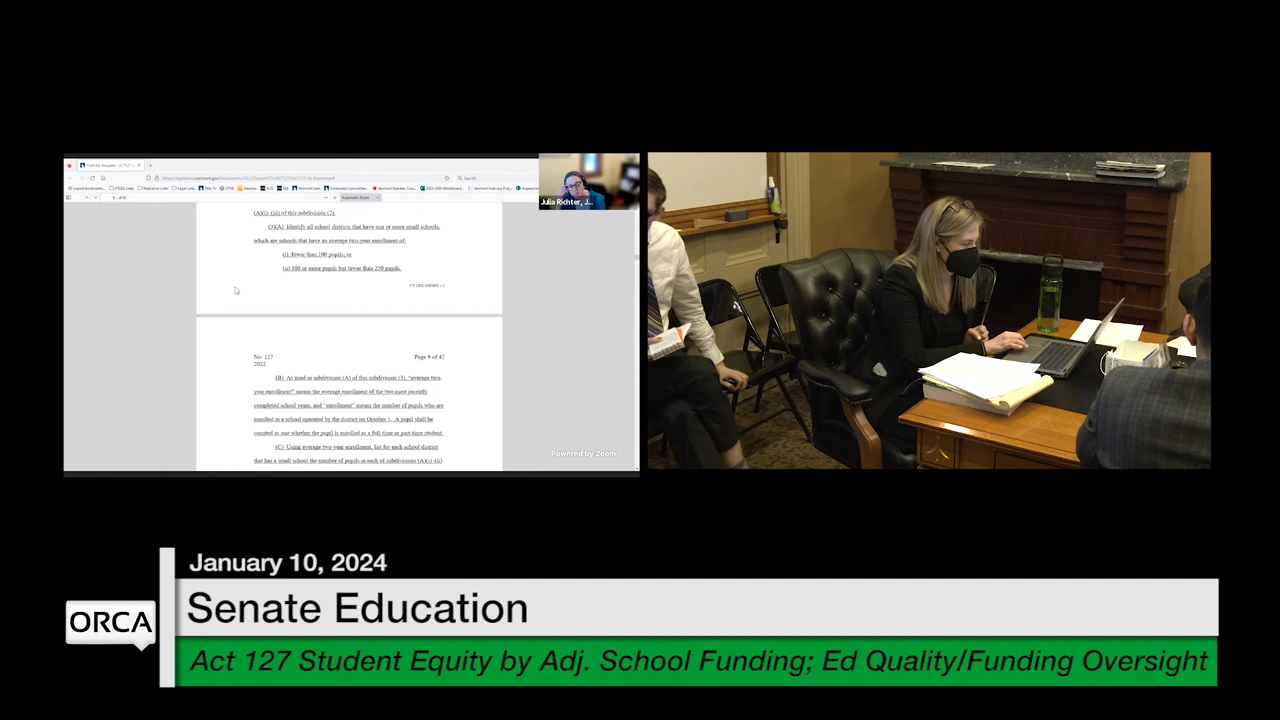 (A)(i)–(iii) of this subdivision (2).
(3)(A) Identify all school districts that have one or more small schools,
which are schools that have an average two-year enrollment of:
(i) fewer than 100 pupils; or
(ii) 100 or more pupils but fewer than 250 pupils.
No. 127
Page 9 of 42
2022
(B) As used in subdivision (A) of this subdivision (3), “average two-
year enrollment” means the average enrollment of the two most recently
completed school years, and “enrollment” means the number of pupils who are
enrolled in a school operated by the district on October 1. A pupil shall be
counted as one whether the pupil is enrolled as a full-time or part-time student.
(C) Using average two-year enrollment, list for each school district
that has a small school the number of pupils in each of subdivisions (A)(i)–(ii)
Julia Richter, J...
Powered by Zoom
January 10, 2024
ORCA
Senate Education
Act 127 Student Equity by Adj. School Funding; Ed Quality/Funding Oversight